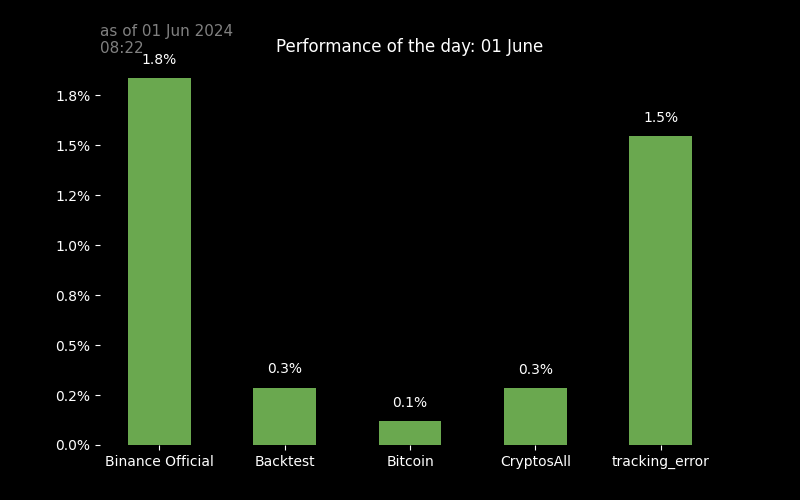 as of 01 Jun 2024
08:22
Performance of the day: 01 June
1.8%
1.5%
0.3%
0.3%
0.1%
1.8%
1.5%
1.2%
1.0%
0.8%
0.5%
0.2%
0.0%
Binance Official
Backtest
Bitcoin
CryptosAll
tracking_error